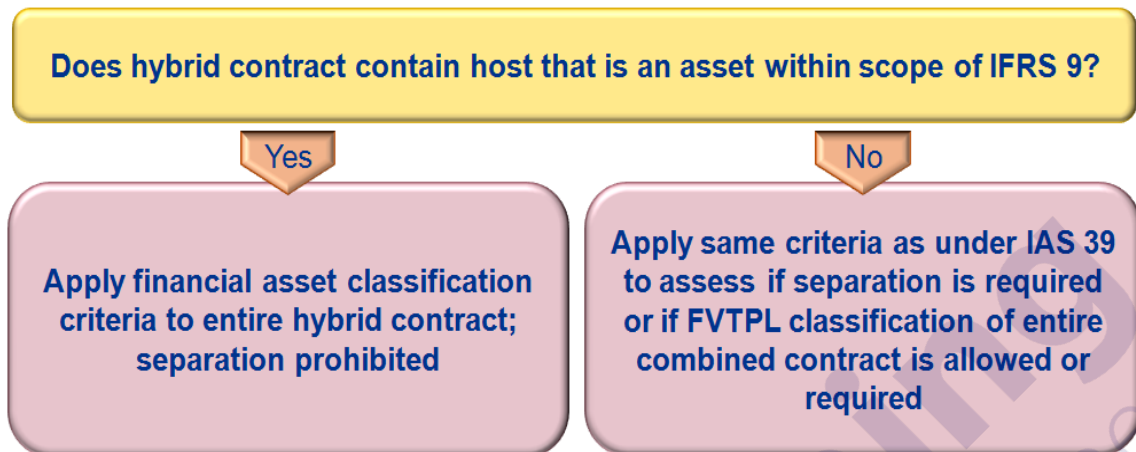 Does hybrid contract contain host that is an asset within scope of IFRS 9?
Yes
No
Apply financial asset classification
criteria to entire hybrid contract;
separation prohibited
Apply same criteria as under IAS 39
to assess if separation is required
or if FVTPL classification of entire
combined contract is allowed or
required